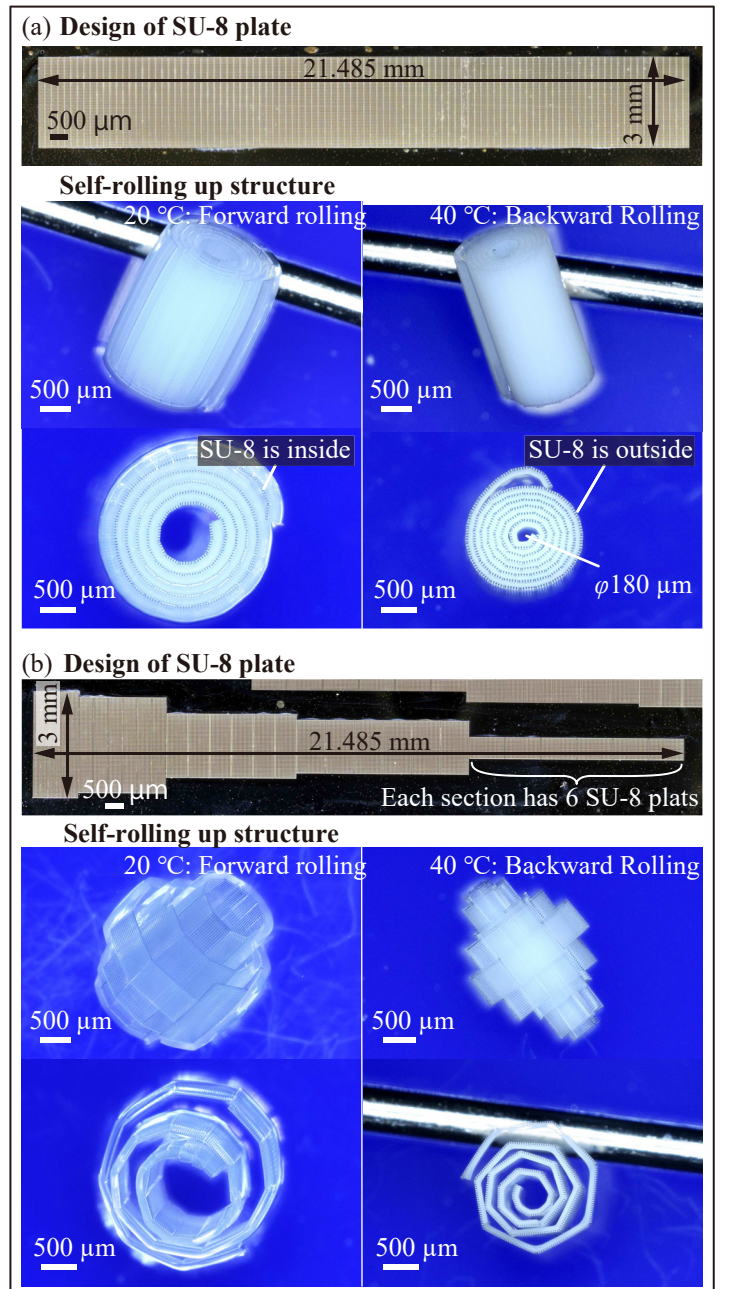 (a) Design of SU-8 plate
21.485 mm
500 μm
3 mm
Self-rolling up structure
20 °C: Forward rolling
40 °C: Backward Rolling
500 μm
500 μm
SU-8 is inside
SU-8 is outside
500 μm
500 μm
φ180 μm
(b) Design of SU-8 plate
3 mm
21.485 mm
500 μm
Each section has 6 SU-8 plats
Self-rolling up structure
20 °C: Forward rolling
40 °C: Backward Rolling
500 μm
500 μm
500 μm
500 μm